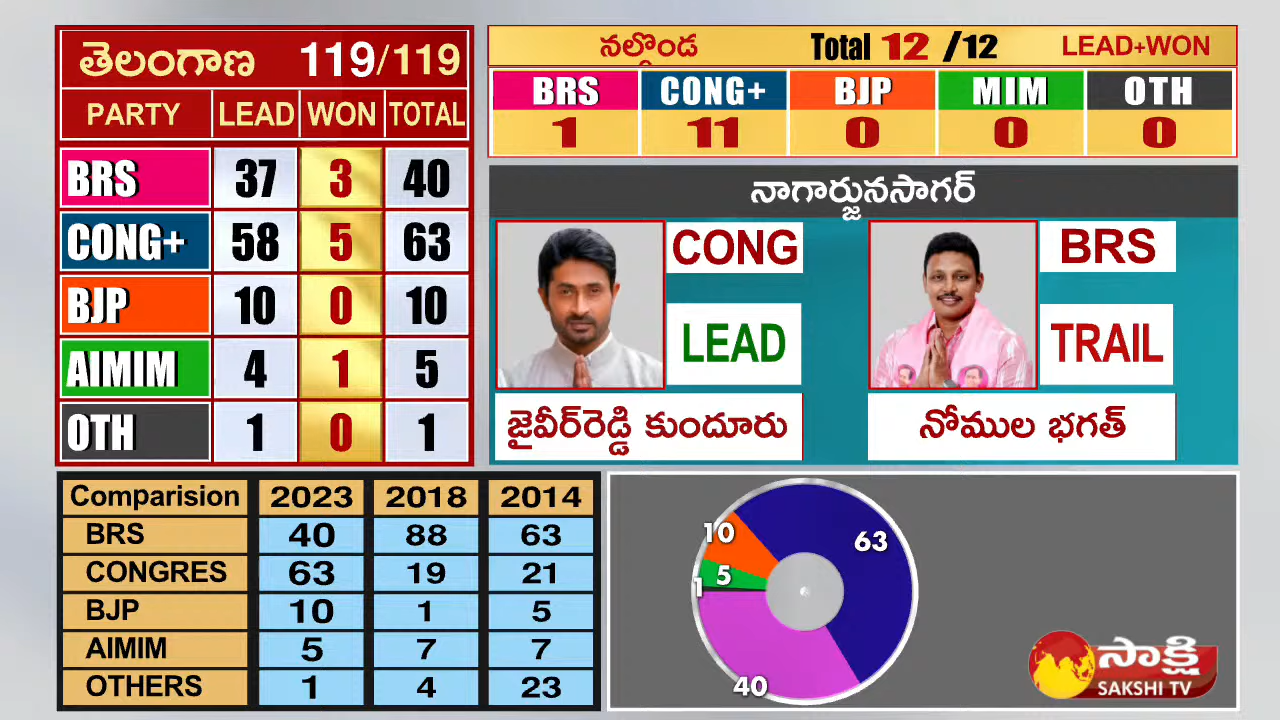 తెలంగాణ 119/119
PARTY LEAD WON TOTAL
BRS 37 3 40
CONG+ 58 5 63
BJP 10 0 10
AIMIM 4 1 5
OTH 1 0 1
నల్గొండ Total 12 /12 LEAD+WON
BRS CONG+ BJP MIM OTH
1 11 0 0 0
నాగార్జునసాగర్
CONG BRS
LEAD TRAIL
జైవీర్‌రెడ్డి కుందూరు నోముల భగత్
Comparision 2023 2018 2014
BRS 40 88 63
CONGRES 63 19 21
BJP 10 1 5
AIMIM 5 7 7
OTHERS 1 4 23
10 63
5
1
40
సాక్షి
SAKSHI TV